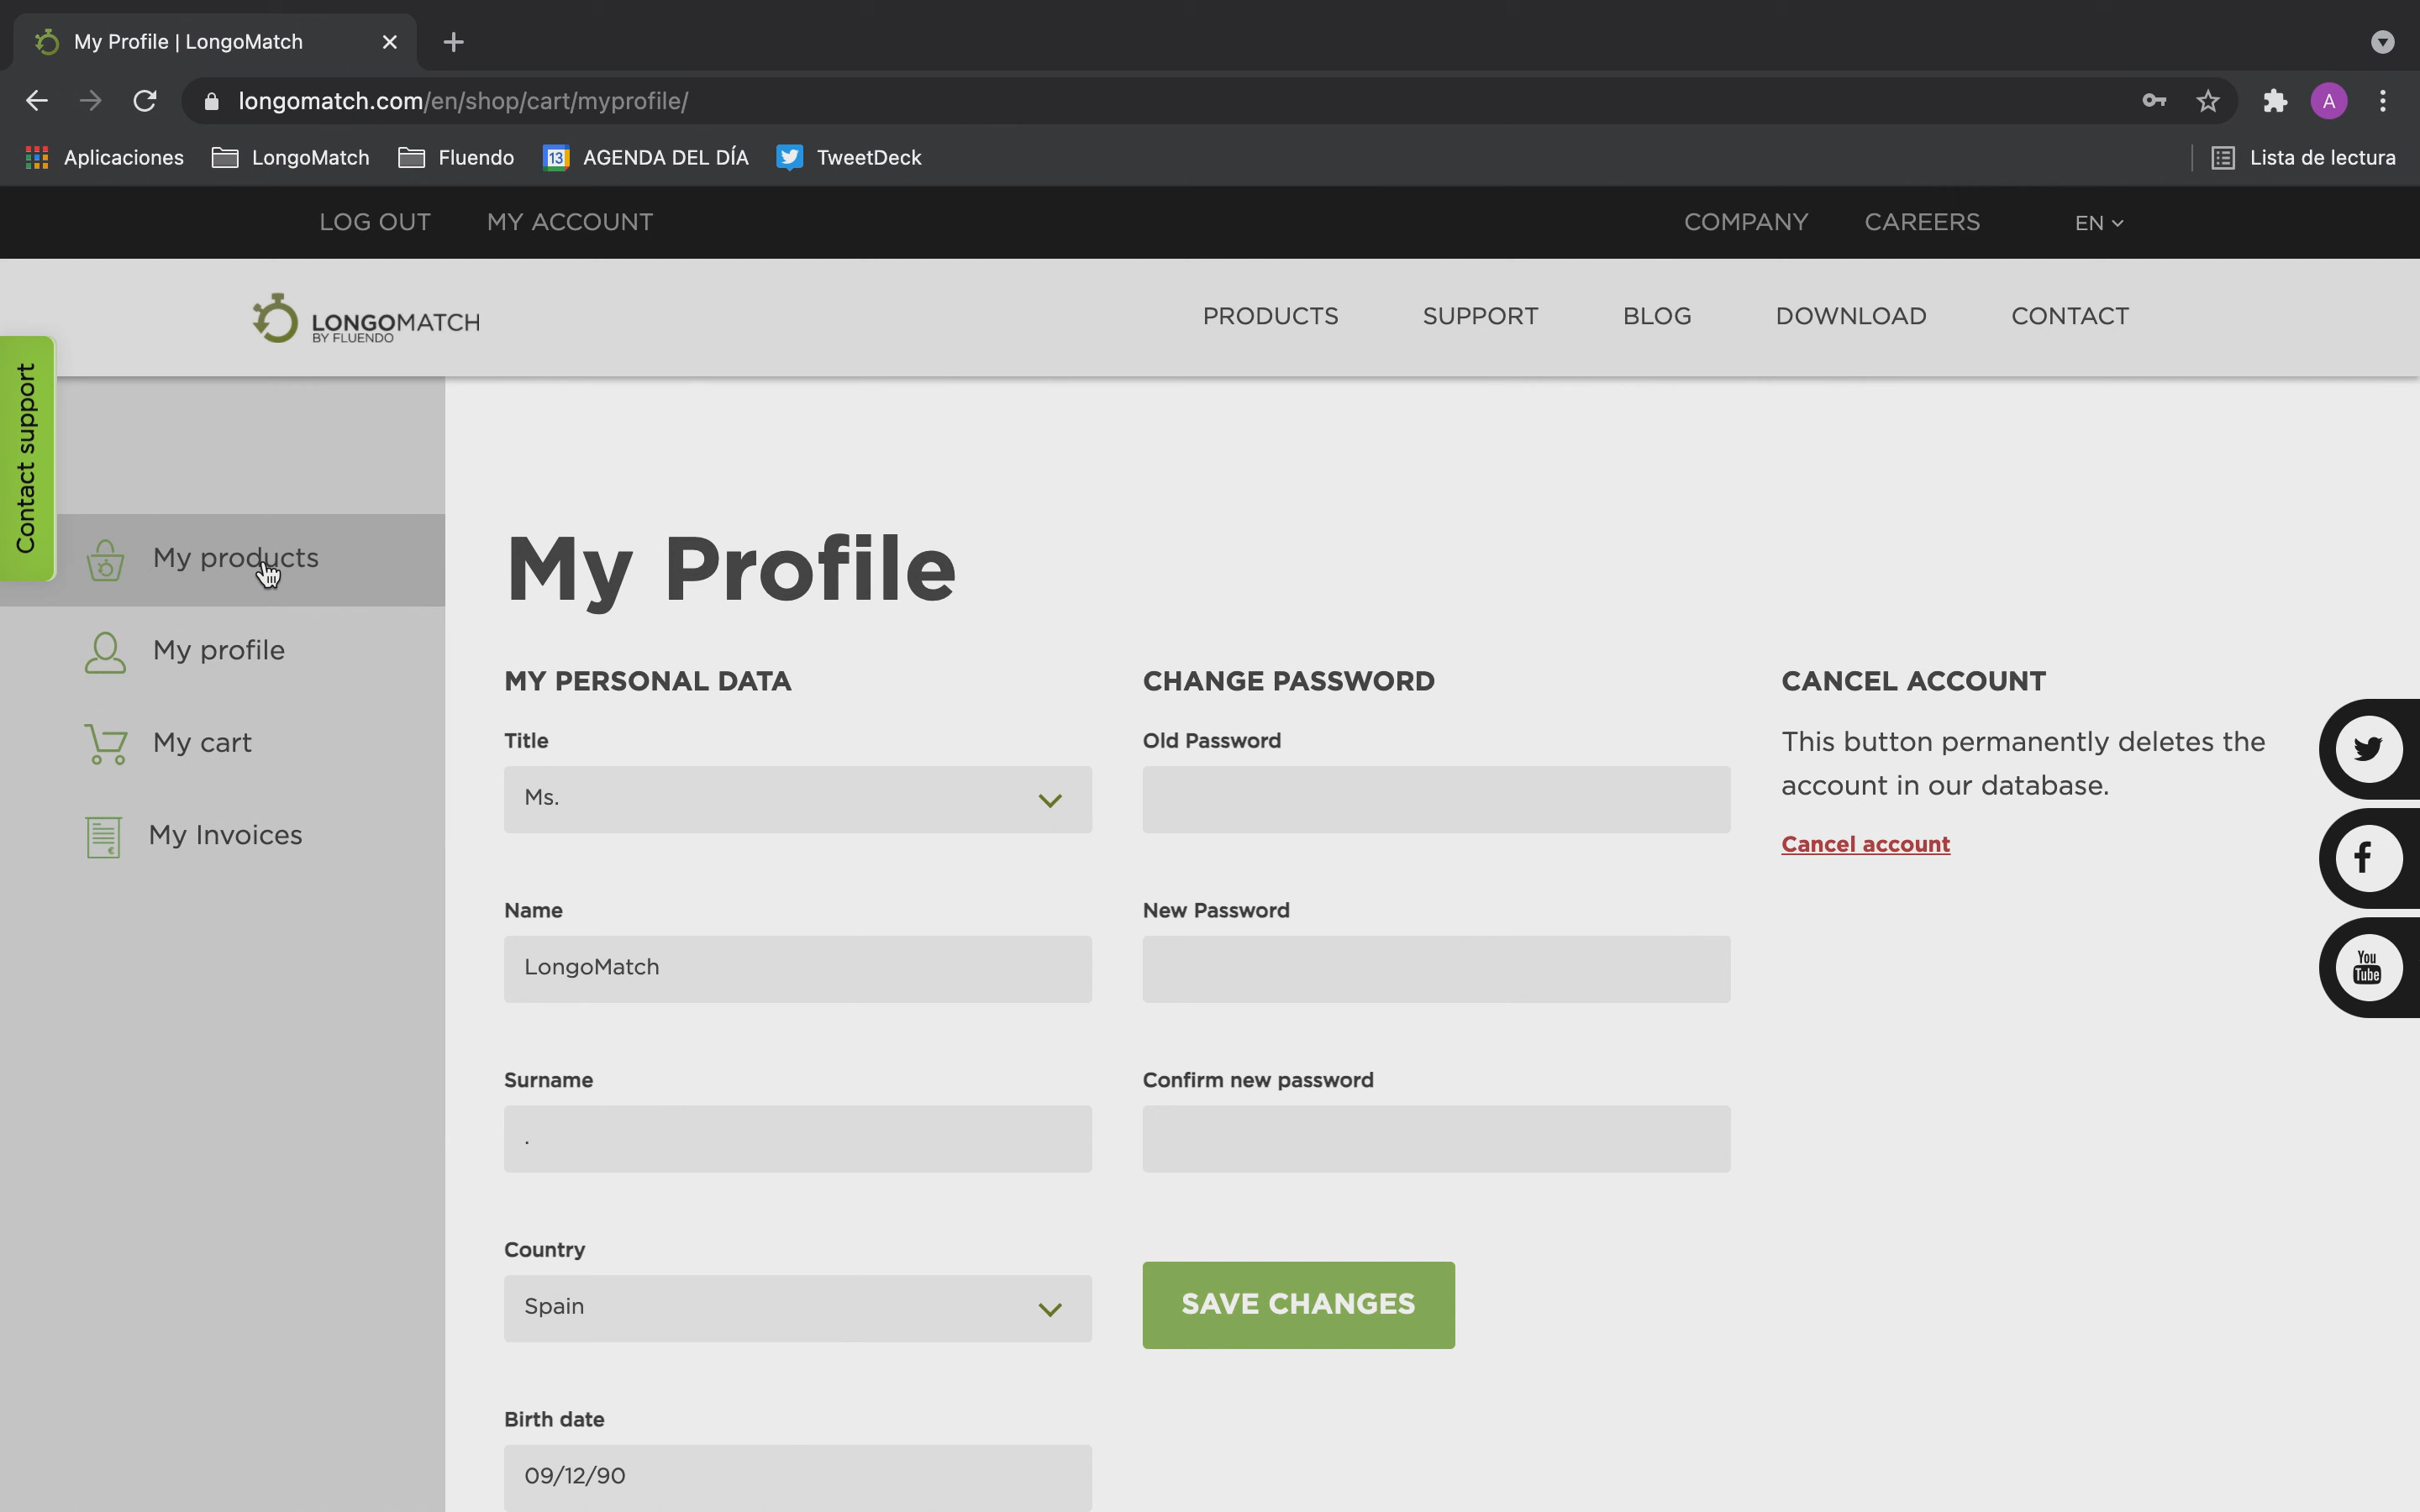 My Profile | LongoMatch
longomatch.com/en/shop/cart/myprofile/
A
Aplicaciones
LongoMatch
Fluendo
13
AGENDA DEL DÍA
TweetDeck
Lista de lectura
LOG OUT
MY ACCOUNT
COMPANY
CAREERS
EN
LONGOMATCH
BY FLUENDO
PRODUCTS
SUPPORT
BLOG
DOWNLOAD
CONTACT
Contact support
My products
My profile
My cart
My Invoices
My Profile
MY PERSONAL DATA
Title
Ms.
Name
LongoMatch
Surname
.
Country
Spain
Birth date
09/12/90
CHANGE PASSWORD
Old Password
New Password
Confirm new password
SAVE CHANGES
CANCEL ACCOUNT
This button permanently deletes the
account in our database.
Cancel account
You
Tube